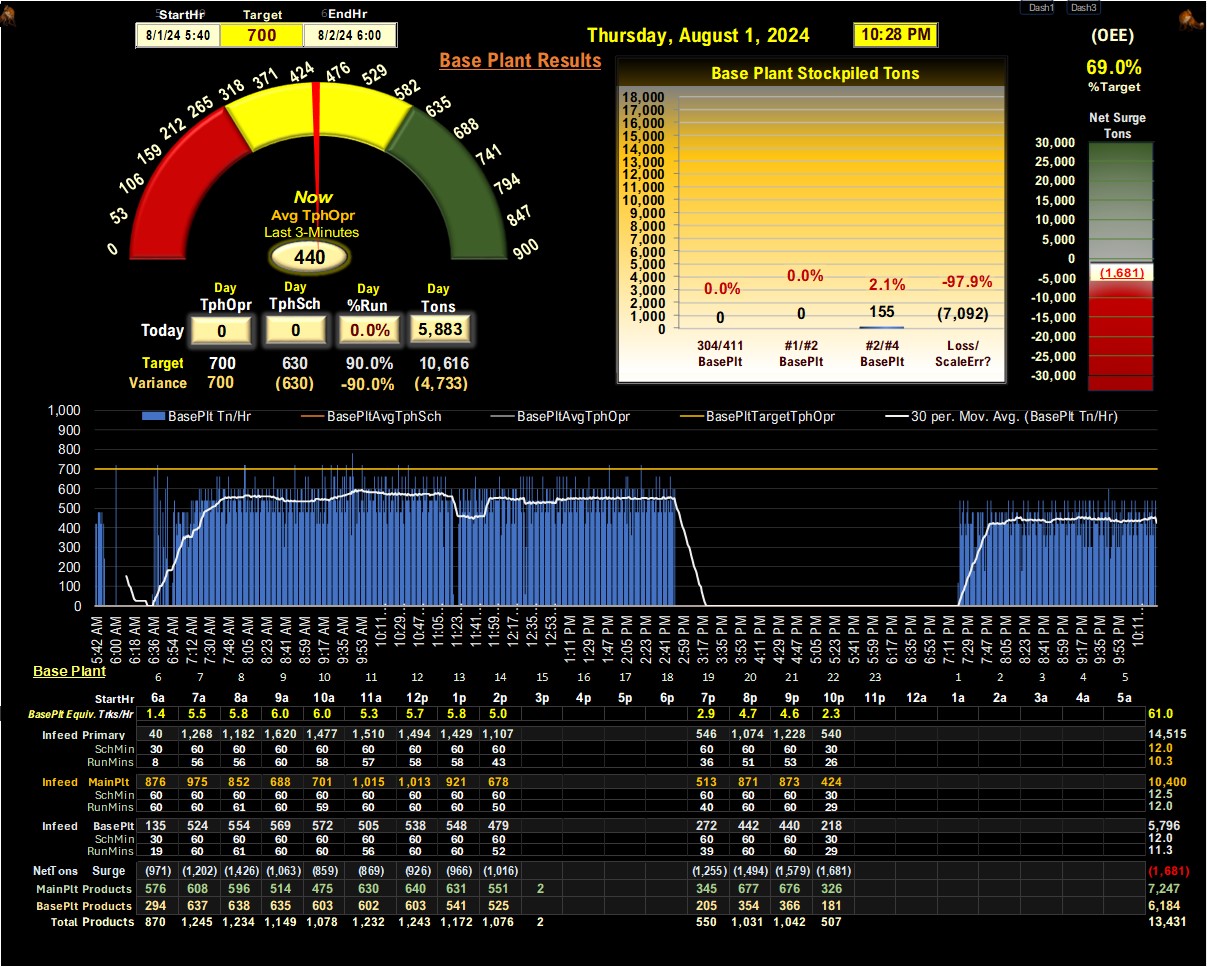 StartHr Target EndHr
8/1/24 5:40 700 8/2/24 6:00
Thursday, August 1, 2024 10:28 PM
Dash1 Dash3
(OEE)
69.0%
%Target
Base Plant Results
0 53 106 159 212 265 318 371 424 476 529 582 635 688 741 794 847 900
Now
Avg TphOpr
Last 3-Minutes
440
Day Day Day Day
TphOpr TphSch %Run Tons
Today 0 0 0.0% 5,883
Target 700 630 90.0% 10,616
Variance 700 (630) -90.0% (4,733)
Base Plant Stockpiled Tons
18,000
17,000
16,000
15,000
14,000
13,000
12,000
11,000
10,000
9,000
8,000
7,000
6,000
5,000
4,000
3,000
2,000
1,000
0
0.0% 0.0% 2.1% -97.9%
0 0 155 (7,092)
304/411 #1/#2 #2/#4 Loss/
BasePlt BasePlt BasePlt ScaleErr?
Net Surge
Tons
30,000
25,000
20,000
15,000
10,000
5,000
0
-5,000
-10,000
-15,000
-20,000
-25,000
-30,000
(1,681)
BasePlt Tn/Hr BasePltAvgTphSch BasePltAvgTphOpr BasePltTargetTphOpr 30 per. Mov. Avg. (BasePlt Tn/Hr)
1,000
900
800
700
600
500
400
300
200
100
0
5:42 AM 6:00 AM 6:18 AM 6:36 AM 6:54 AM 7:12 AM 7:30 AM 7:48 AM 8:05 AM 8:23 AM 8:41 AM 8:59 AM 9:17 AM 9:35 AM 9:53 AM 10:11… 10:29… 10:47… 11:05… 11:23… 11:41… 11:59… 12:17… 12:35… 12:53… 1:11 PM 1:29 PM 1:47 PM 2:05 PM 2:23 PM 2:41 PM 2:59 PM 3:17 PM 3:35 PM 3:53 PM 4:11 PM 4:29 PM 4:47 PM 5:05 PM 5:23 PM 5:41 PM 5:59 PM 6:17 PM 6:35 PM 6:53 PM 7:11 PM 7:29 PM 7:47 PM 8:05 PM 8:23 PM 8:41 PM 8:59 PM 9:17 PM 9:35 PM 9:53 PM 10:11…
Base Plant 6 7 8 9 10 11 12 13 14 15 16 17 18 19 20 21 22 23 1 2 3 4 5
StartHr 6a 7a 8a 9a 10a 11a 12p 1p 2p 3p 4p 5p 6p 7p 8p 9p 10p 11p 12a 1a 2a 3a 4a 5a
BasePlt Equiv. Trks/Hr 1.4 5.5 5.8 6.0 6.0 5.3 5.7 5.8 5.0 2.9 4.7 4.6 2.3 61.0
Infeed Primary 40 1,268 1,182 1,620 1,477 1,510 1,494 1,429 1,107 546 1,074 1,228 540 14,515
SchMin 30 60 60 60 60 60 60 60 60 60 60 60 30 12.0
RunMins 8 56 56 60 58 57 58 58 43 36 51 53 26 10.3
Infeed MainPlt 876 975 852 688 701 1,015 1,013 921 678 513 871 873 424 10,400
SchMin 60 60 60 60 60 60 60 60 60 60 60 60 30 12.5
RunMins 60 60 61 60 59 60 60 60 50 40 60 60 29 12.0
Infeed BasePlt 135 524 554 569 572 505 538 548 479 272 442 440 218 5,796
SchMin 30 60 60 60 60 60 60 60 60 60 60 60 30 12.0
RunMins 19 60 61 60 60 56 60 60 52 39 60 60 29 11.3
NetTons Surge (971) (1,202) (1,426) (1,063) (859) (869) (926) (966) (1,016) (1,255) (1,494) (1,579) (1,681) (1,681)
MainPlt Products 576 608 596 514 475 630 640 631 551 2 345 677 676 326 7,247
BasePlt Products 294 637 638 635 603 602 603 541 525 205 354 366 181 6,184
Total Products 870 1,245 1,234 1,149 1,078 1,232 1,243 1,172 1,076 2 550 1,031 1,042 507 13,431